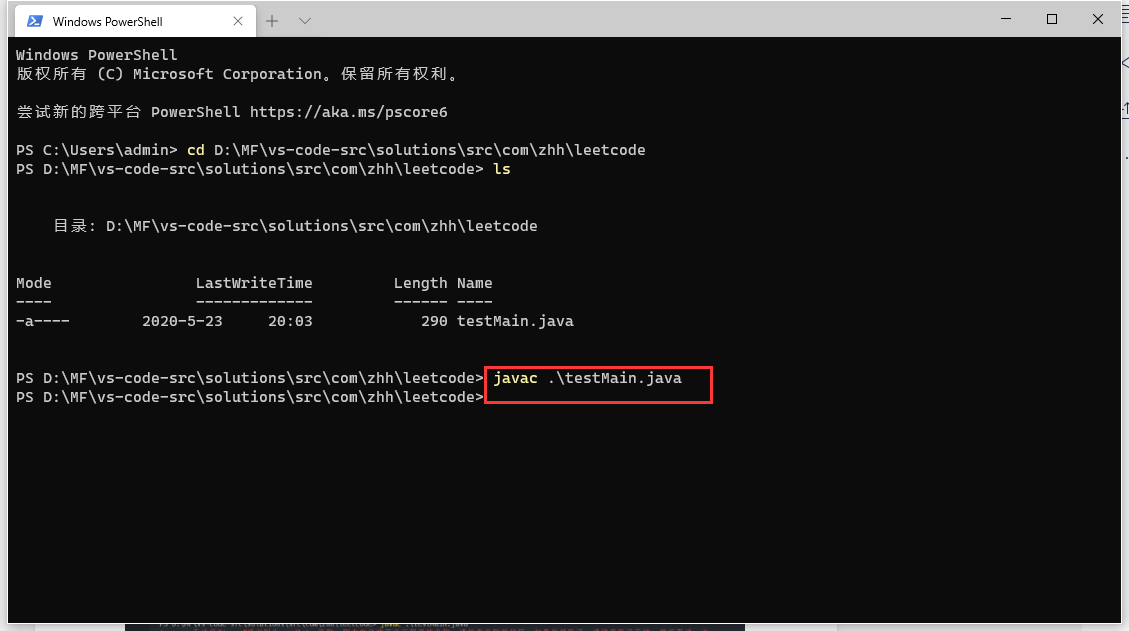 Windows PowerShell
Windows PowerShell
版权所有 (C) Microsoft Corporation。保留所有权利。
尝试新的跨平台 PowerShell https://aka.ms/pscore6
PS C:\Users\admin> cd D:\MF\vs-code-src\solutions\src\com\zhh\leetcode
PS D:\MF\vs-code-src\solutions\src\com\zhh\leetcode> ls
目录: D:\MF\vs-code-src\solutions\src\com\zhh\leetcode
Mode                LastWriteTime         Length Name
----                -------------         ------ ----
-a----        2020-5-23     20:03            290 testMain.java
PS D:\MF\vs-code-src\solutions\src\com\zhh\leetcode> javac .\testMain.java
PS D:\MF\vs-code-src\solutions\src\com\zhh\leetcode>